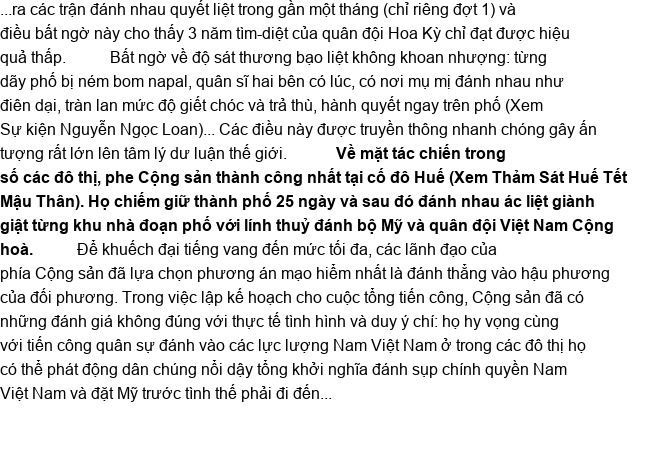 ...ra các trận đánh nhau quyết liệt trong gần một tháng (chỉ riêng đợt 1) và
điều bất ngờ này cho thấy 3 năm tìm-diệt của quân đội Hoa Kỳ chỉ đạt được hiệu
quả thấp. Bất ngờ về độ sát thương bạo liệt không khoan nhượng: từng
dãy phố bị ném bom napal, quân sĩ hai bên có lúc, có nơi mụ mị đánh nhau như
điên dại, tràn lan mức độ giết chóc và trả thù, hành quyết ngay trên phố (Xem
Sự kiện Nguyễn Ngọc Loan)... Các điều này được truyền thông nhanh chóng gây ấn
tượng rất lớn lên tâm lý dư luận thế giới. Về mặt tác chiến trong
số các đô thị, phe Cộng sản thành công nhất tại cố đô Huế (Xem Thảm Sát Huế Tết
Mậu Thân). Họ chiếm giữ thành phố 25 ngày và sau đó đánh nhau ác liệt giành
giật từng khu nhà đoạn phố với lính thuỷ đánh bộ Mỹ và quân đội Việt Nam Cộng
hoà. Để khuếch đại tiếng vang đến mức tối đa, các lãnh đạo của
phía Cộng sản đã lựa chọn phương án mạo hiểm nhất là đánh thẳng vào hậu phương
của đối phương. Trong việc lập kế hoạch cho cuộc tổng tiến công, Cộng sản đã có
những đánh giá không đúng với thực tế tình hình và duy ý chí: họ hy vọng cùng
với tiến công quân sự đánh vào các lực lượng Nam Việt Nam ở trong các đô thị họ
có thể phát động dân chúng nổi dậy tổng khởi nghĩa đánh sụp chính quyền Nam
Việt Nam và đặt Mỹ trước tình thế phải đi đến...